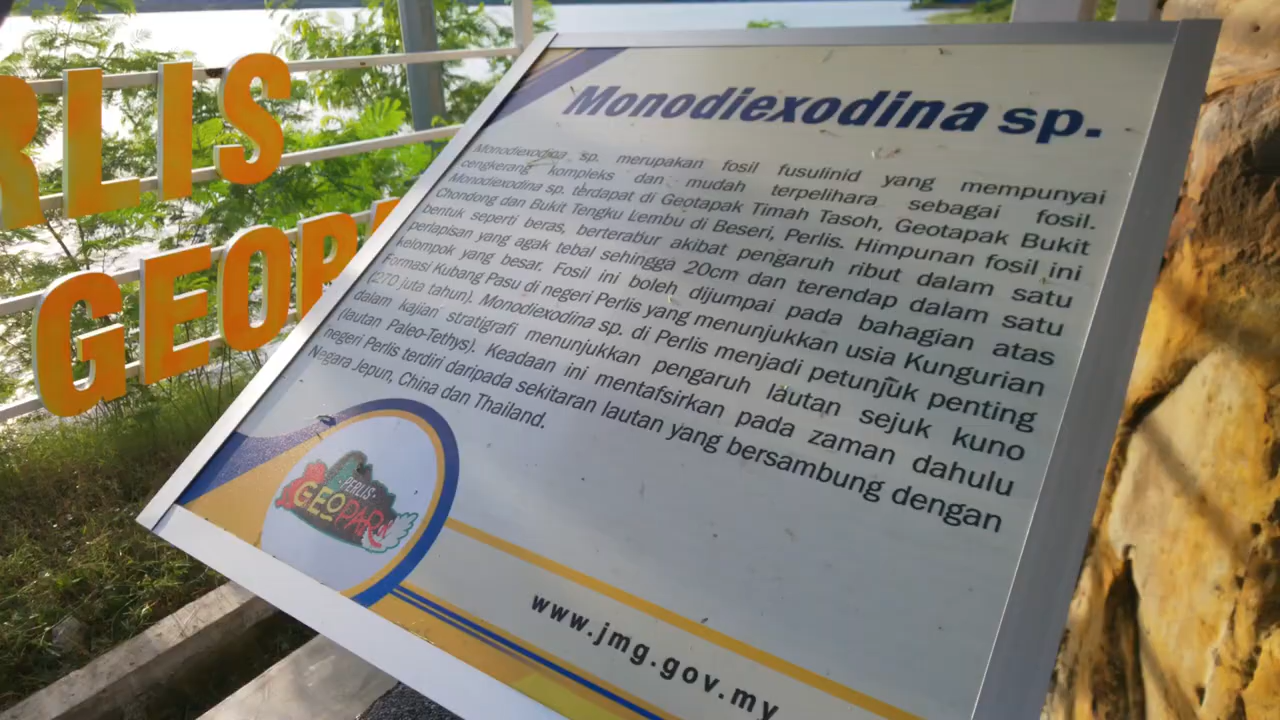 RLIS
GEOP
Monodiexodina sp.
Monodiexodina sp. merupakan fosil fusulinid yang mempunyai
cengkerang kompleks dan mudah terpelihara sebagai fosil.
Monodiexodina sp. terdapat di Geotapak Timah Tasoh, Geotapak Bukit
Chondong dan Bukit Tengku Lembu di Beseri, Perlis. Himpunan fosil ini
bentuk seperti beras, berterabur akibat pengaruh ribut dalam satu
perlapisan yang agak tebal sehingga 20cm dan terendap dalam satu
kelompok yang besar. Fosil ini boleh dijumpai pada bahagian atas
Formasi Kubang Pasu di negeri Perlis yang menunjukkan usia Kungurian
(270 juta tahun). Monodiexodina sp. di Perlis menjadi petunjuk penting
dalam kajian stratigrafi menunjukkan pengaruh lautan sejuk kuno
(lautan Paleo-Tethys). Keadaan ini mentafsirkan pada zaman dahulu
negeri Perlis terdiri daripada sekitaran lautan yang bersambung dengan
Negara Jepun, China dan Thailand.
·PERLIS·
GEOPARK
www.jmg.gov.my